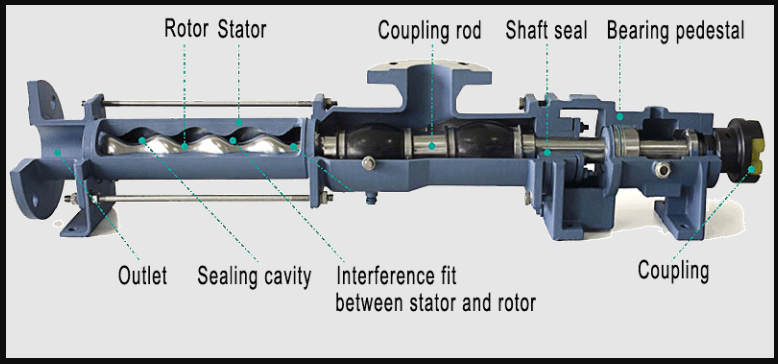 Rotor
Stator
Coupling rod
Shaft seal
Bearing pedestal
Outlet
Sealing cavity
Interference fit
between stator and rotor
Coupling